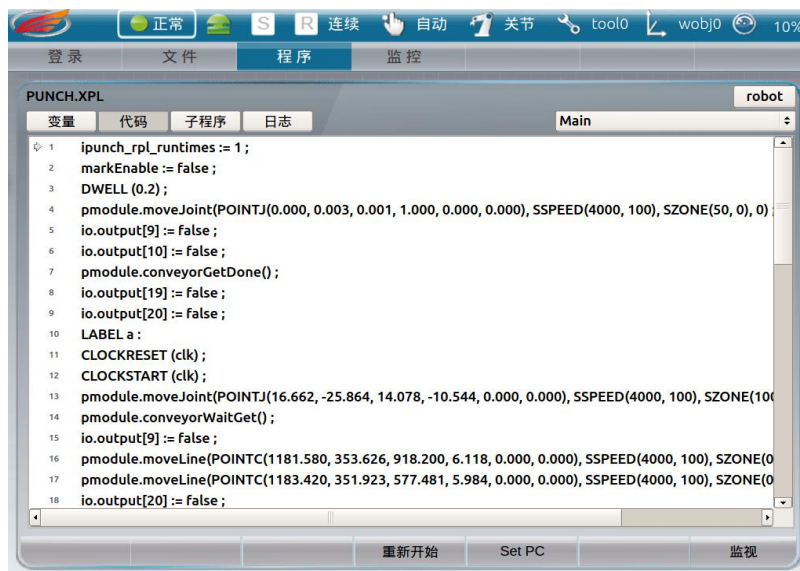 正常 S R 连续 自动 关节 tool0 wobj0 10%
登录 文件 程序 监控
PUNCH.XPL robot
变量 代码 子程序 日志 Main
1 ipunch_rpl_runtimes := 1 ;
2 markEnable := false ;
3 DWELL (0.2) ;
4 pmodule.moveJoint(POINTJ(0.000, 0.003, 0.001, 1.000, 0.000, 0.000), SSPEED(4000, 100), SZONE(50, 0), 0) ;
5 io.output[9] := false ;
6 io.output[10] := false ;
7 pmodule.conveyorGetDone() ;
8 io.output[19] := false ;
9 io.output[20] := false ;
10 LABEL a :
11 CLOCKRESET (clk) ;
12 CLOCKSTART (clk) ;
13 pmodule.moveJoint(POINTJ(16.662, -25.864, 14.078, -10.544, 0.000, 0.000), SSPEED(4000, 100), SZONE(100
14 pmodule.conveyorWaitGet() ;
15 io.output[9] := false ;
16 pmodule.moveLine(POINTC(1181.580, 353.626, 918.200, 6.118, 0.000, 0.000), SSPEED(4000, 100), SZONE(0
17 pmodule.moveLine(POINTC(1183.420, 351.923, 577.481, 5.984, 0.000, 0.000), SSPEED(4000, 100), SZONE(0
18 io.output[20] := false ;
重新开始 Set PC 监视